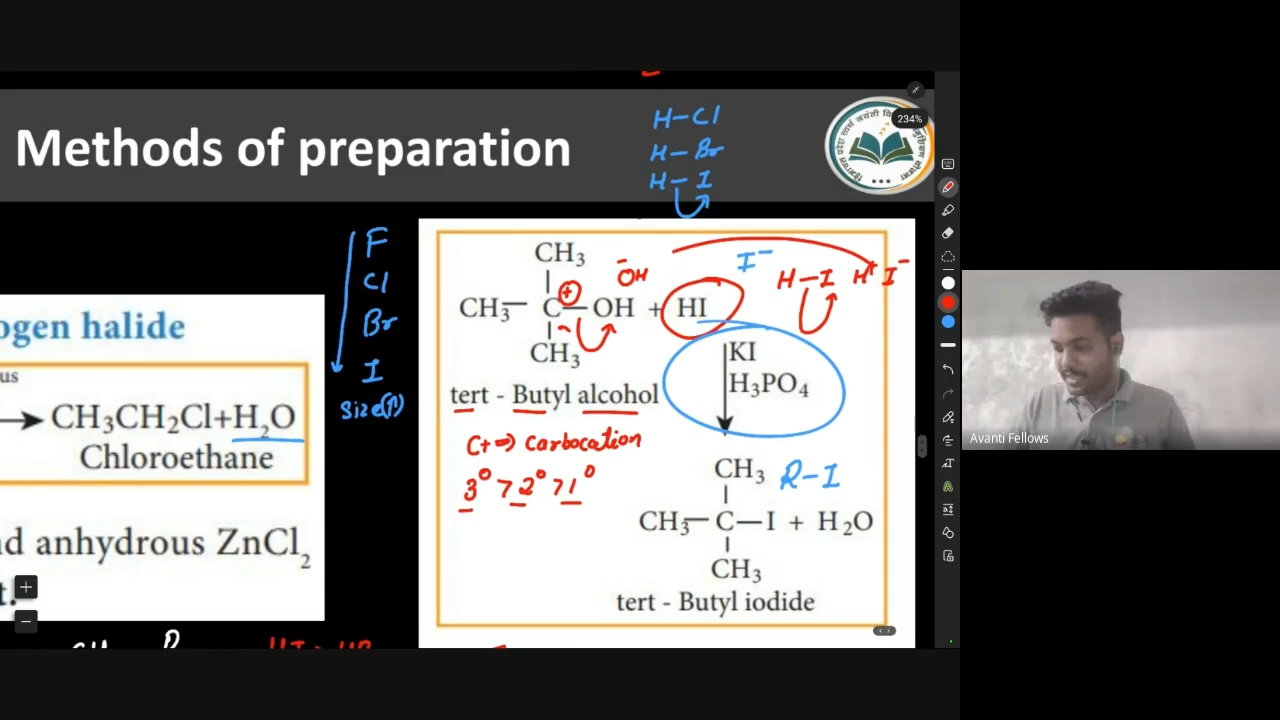 H-Cl
H-Br
H-I
234%
Methods of preparation
F
Cl
Br
I
Size(↑)
ogen halide
us
CH₃CH₂Cl+H₂O
Chloroethane
nd anhydrous ZnCl₂
t.
CH₃
I⁻
⁻OH
H-I H⁺ I⁻
CH₃-C-OH + HI
⊕
CH₃
KI
H₃PO₄
tert - Butyl alcohol
C+ ⇒ Carbocation
3° > 2° > 1°
CH₃ R-I
CH₃-C-I + H₂O
CH₃
tert - Butyl iodide
Avanti Fellows